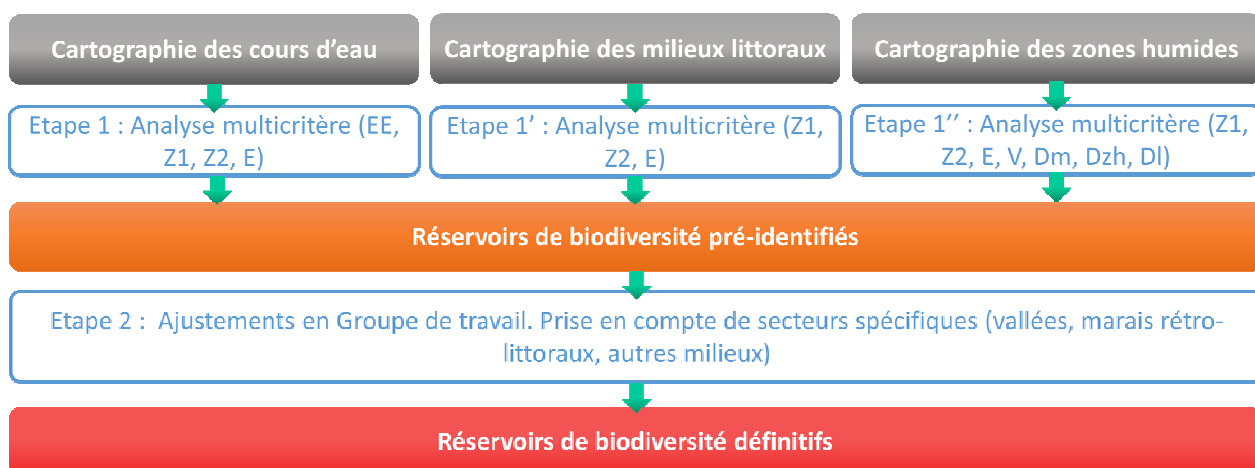 Cartographie des cours d’eau
Cartographie des milieux littoraux
Cartographie des zones humides
Etape 1 : Analyse multicritère (EE,
Z1, Z2, E)
Etape 1’ : Analyse multicritère (Z1,
Z2, E)
Etape 1’’ : Analyse multicritère (Z1,
Z2, E, V, Dm, Dzh, Dl)
Réservoirs de biodiversité pré-identifiés
Etape 2 : Ajustements en Groupe de travail. Prise en compte de secteurs spécifiques (vallées, marais rétro-
littoraux, autres milieux)
Réservoirs de biodiversité définitifs